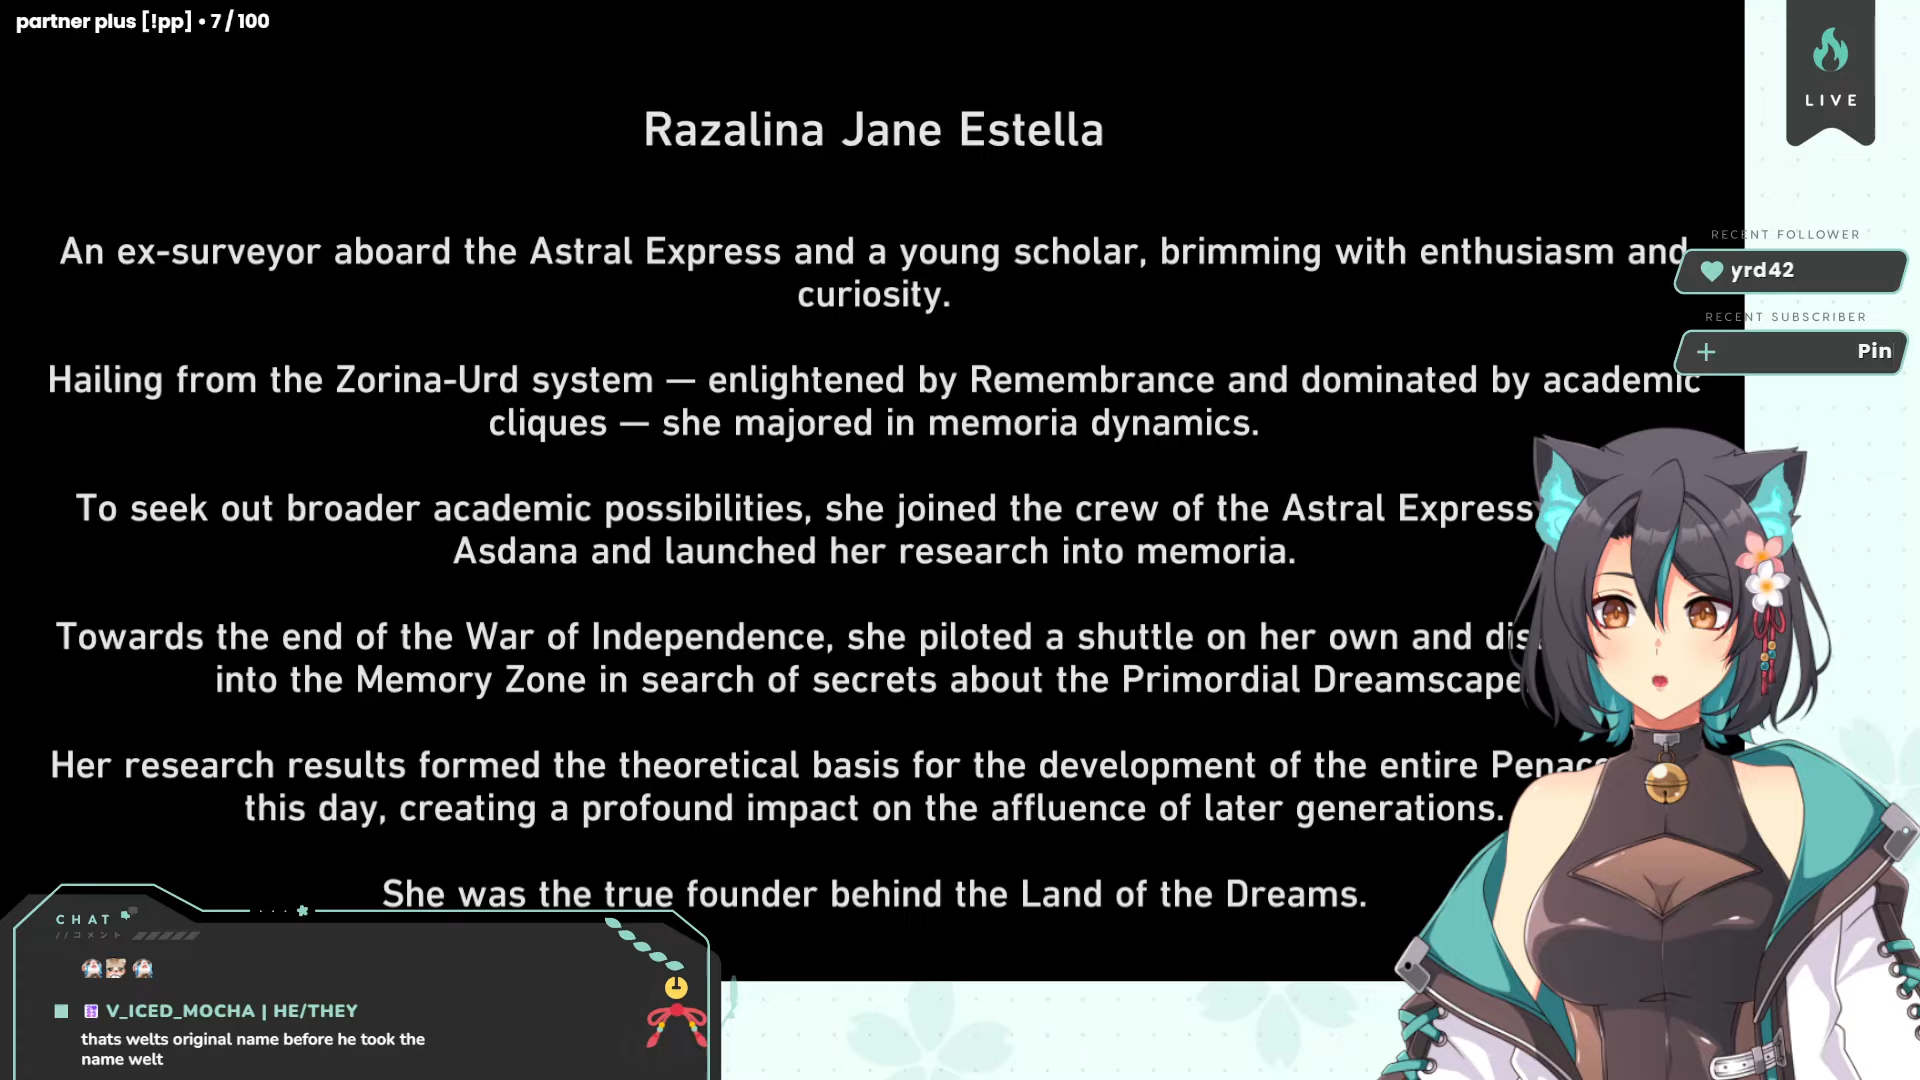 partner plus [!pp] • 7 / 100
LIVE
Razalina Jane Estella
An ex-surveyor aboard the Astral Express and a young scholar, brimming with enthusiasm and
curiosity.
RECENT FOLLOWER
yrd42
RECENT SUBSCRIBER
Pin
Hailing from the Zorina-Urd system — enlightened by Remembrance and dominated by academic
cliques — she majored in memoria dynamics.
To seek out broader academic possibilities, she joined the crew of the Astral Express
Asdana and launched her research into memoria.
Towards the end of the War of Independence, she piloted a shuttle on her own and
into the Memory Zone in search of secrets about the Primordial Dreamscape
Her research results formed the theoretical basis for the development of the entire
this day, creating a profound impact on the affluence of later generations.
She was the true founder behind the Land of the Dreams.
CHAT
//コメント
V_ICED_MOCHA | HE/THEY
thats welts original name before he took the
name welt